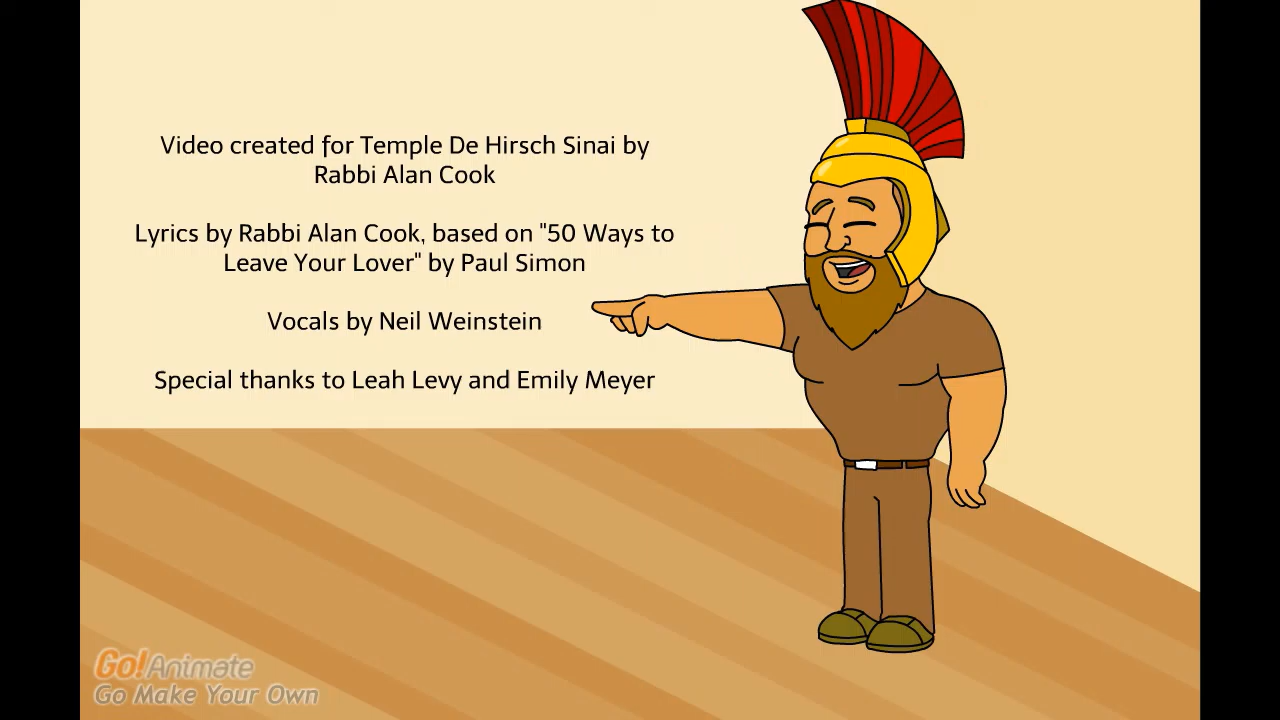 Video created for Temple De Hirsch Sinai by
Rabbi Alan Cook
Lyrics by Rabbi Alan Cook, based on "50 Ways to
Leave Your Lover" by Paul Simon
Vocals by Neil Weinstein
Special thanks to Leah Levy and Emily Meyer
Go!Animate
Go Make Your Own